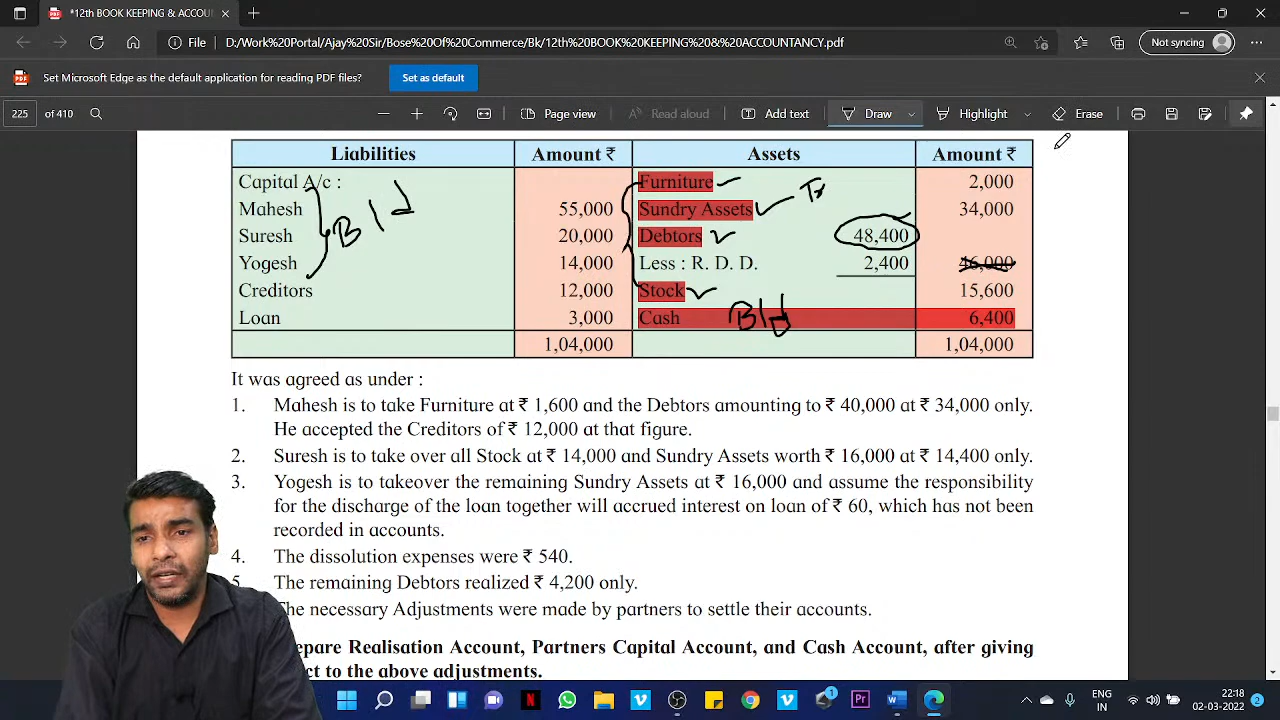 *12th BOOK KEEPING & ACCOU
File D:/Work%20Portal/Ajay%20Sir/Bose%20Of%20Commerce/Bk/12th%20BOOK%20KEEPING%20&%20ACCOUNTANCY.pdf Not syncing
Set Microsoft Edge as the default application for reading PDF files? Set as default
225 of 410 Page view Read aloud Draw Highlight Erase
Liabilities Amount ₹ Assets Amount ₹
Capital A/c : Furniture 2,000
Mahesh 55,000 Sundry Assets 34,000
Suresh 20,000 Debtors 48,400
Yogesh 14,000 Less : R. D. D. 2,400 46,000
Creditors 12,000 Stock 15,600
Loan 3,000 Cash 6,400
1,04,000 1,04,000
Bld
Tr
Bld
It was agreed as under :
1. Mahesh is to take Furniture at ₹ 1,600 and the Debtors amounting to ₹ 40,000 at ₹ 34,000 only.
He accepted the Creditors of ₹ 12,000 at that figure.
2. Suresh is to take over all Stock at ₹ 14,000 and Sundry Assets worth ₹ 16,000 at ₹ 14,400 only.
3. Yogesh is to takeover the remaining Sundry Assets at ₹ 16,000 and assume the responsibility
for the discharge of the loan together will accrued interest on loan of ₹ 60, which has not been
recorded in accounts.
4. The dissolution expenses were ₹ 540.
5. The remaining Debtors realized ₹ 4,200 only.
The necessary Adjustments were made by partners to settle their accounts.
epare Realisation Account, Partners Capital Account, and Cash Account, after giving
ct to the above adjustments.
ENG
IN
22:18
02-03-2022
2